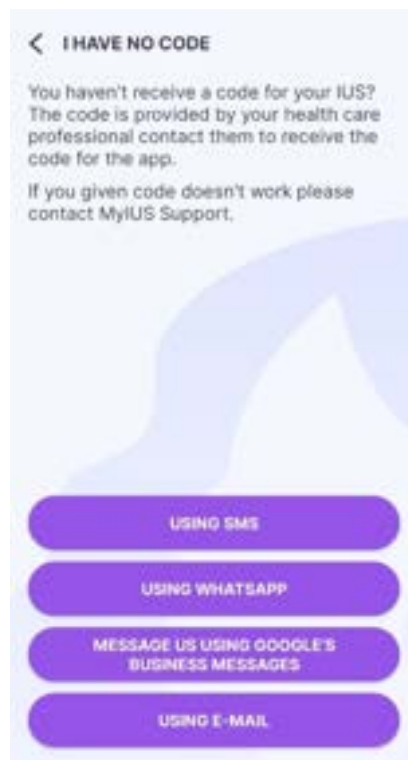 I HAVE NO CODE
You haven't receive a code for your IUS?
The code is provided by your health care
professional contact them to receive the
code for the app.
If you given code doesn't work please
contact MyIUS Support.
USING SMS
USING WHATSAPP
MESSAGE US USING GOOGLE'S
BUSINESS MESSAGES
USING E-MAIL